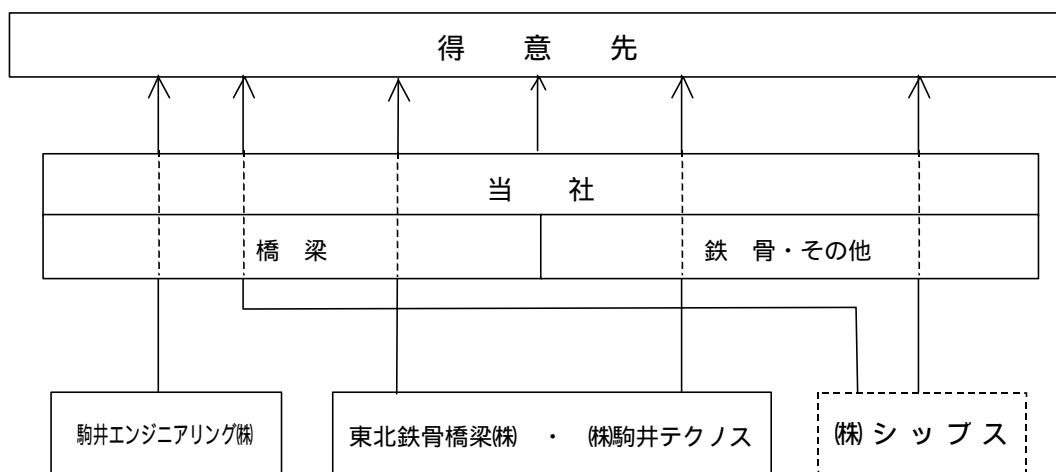 得 意 先
当 社
橋 梁
鉄 骨・その他
駒井エンジニアリング㈱
東北鉄骨橋梁㈱ ・ ㈱駒井テクノス
㈱シップス